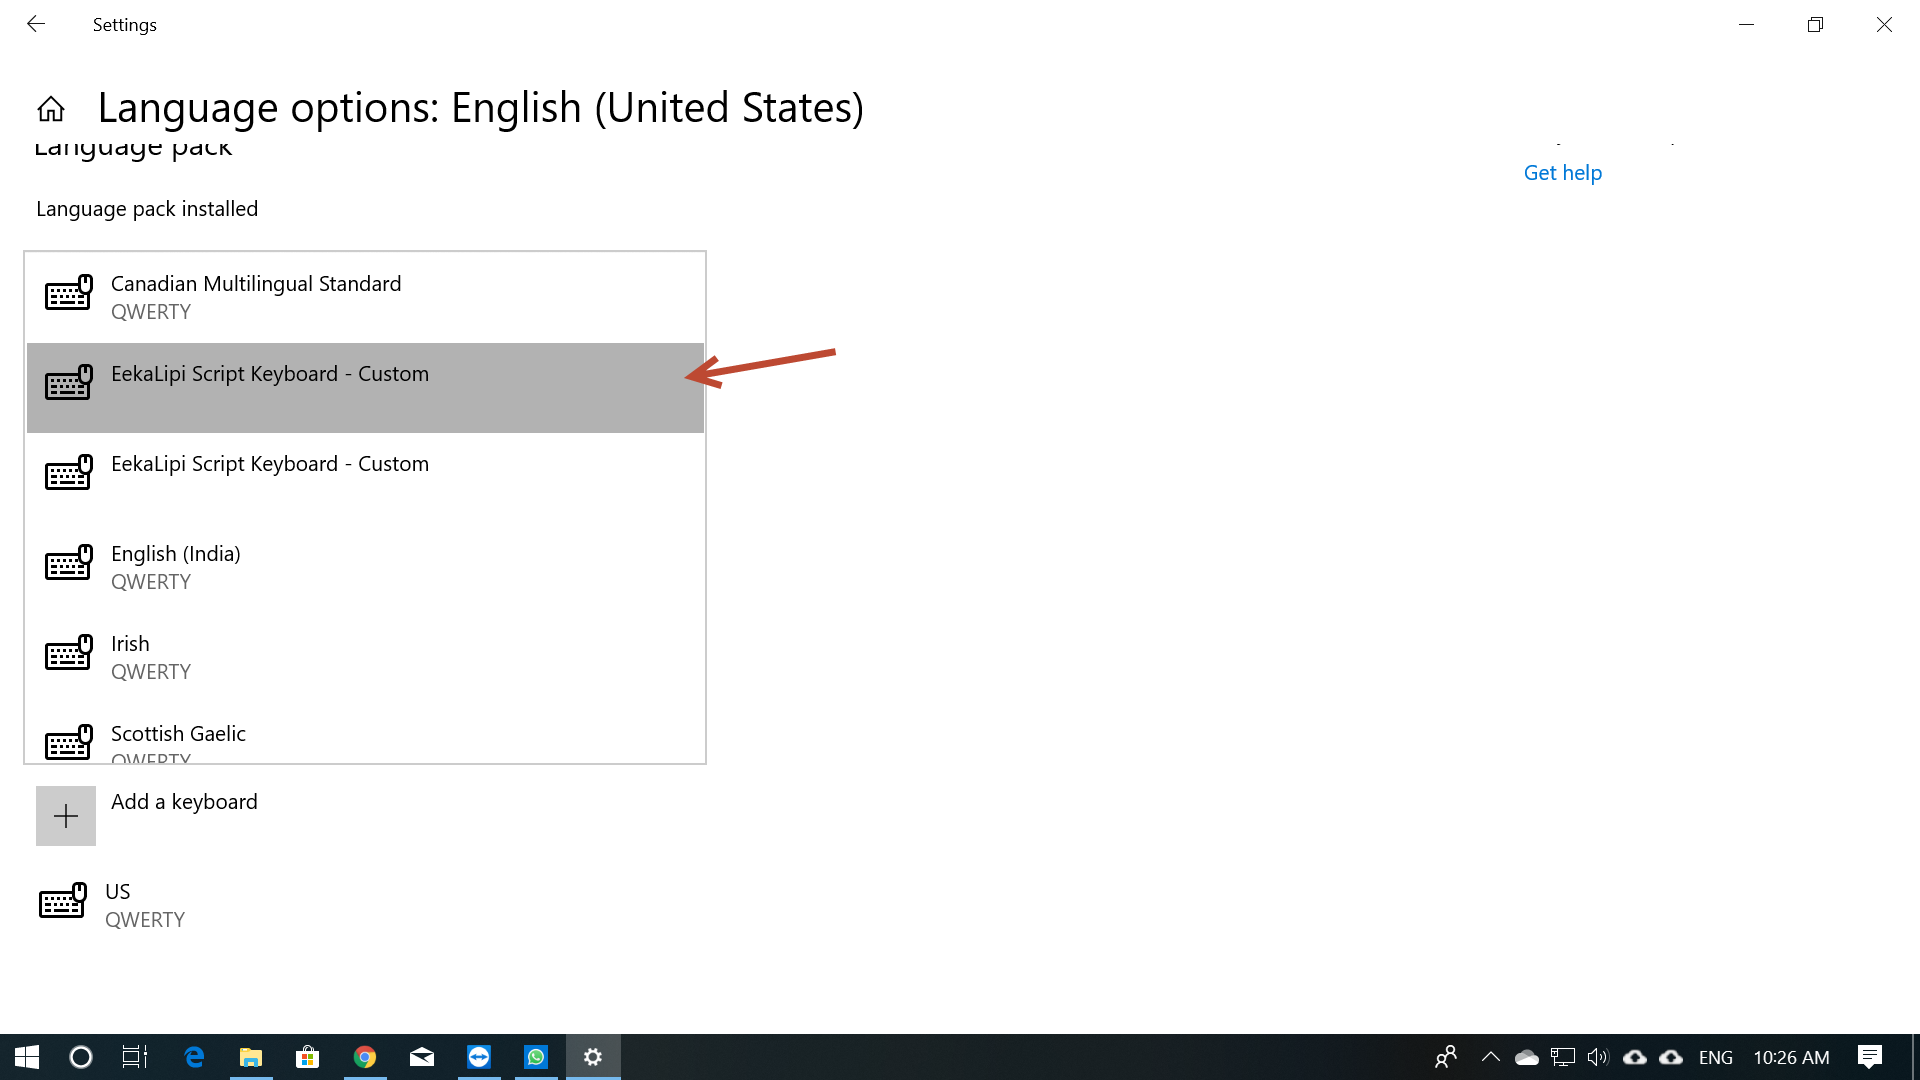 Settings
Language options: English (United States)
Language pack
Get help
Language pack installed
Canadian Multilingual Standard
QWERTY
EekaLipi Script Keyboard - Custom
EekaLipi Script Keyboard - Custom
English (India)
QWERTY
Irish
QWERTY
Scottish Gaelic
QWERTY
Add a keyboard
US
QWERTY
ENG 10:26 AM